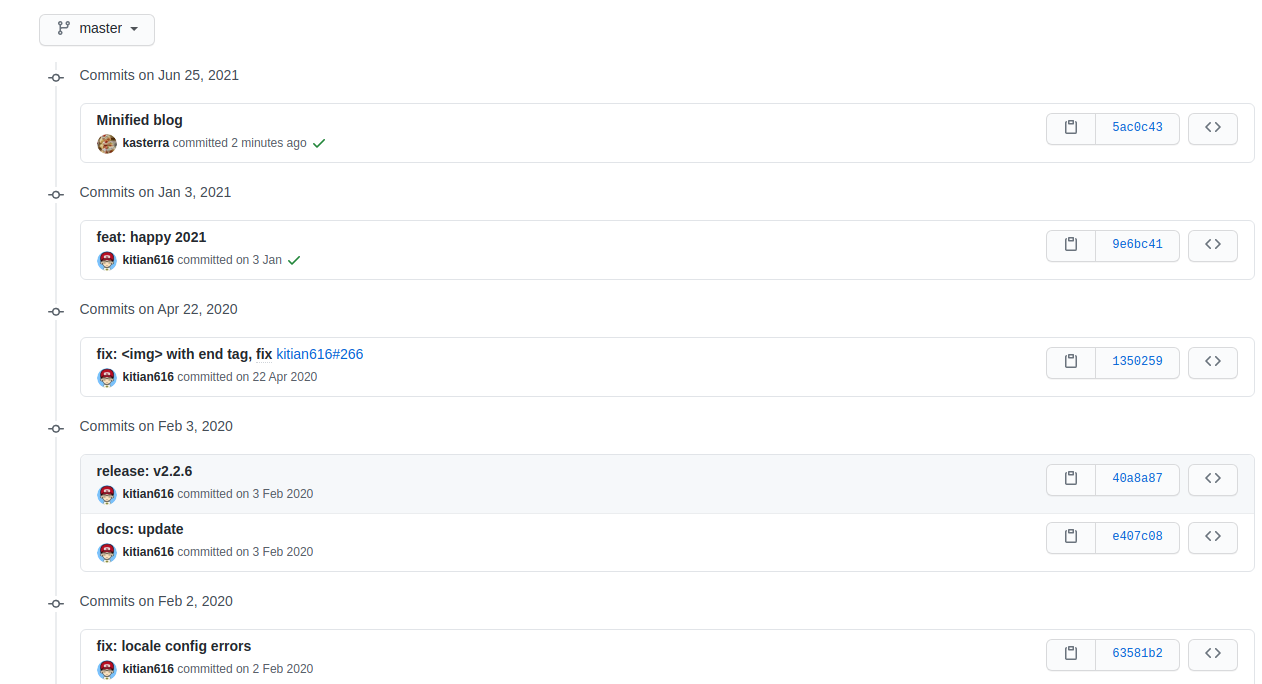 master
Commits on Jun 25, 2021
Minified blog
kasterra committed 2 minutes ago
5ac0c43
Commits on Jan 3, 2021
feat: happy 2021
kitian616 committed on 3 Jan
9e6bc41
Commits on Apr 22, 2020
fix: <img> with end tag, fix kitian616#266
kitian616 committed on 22 Apr 2020
1350259
Commits on Feb 3, 2020
release: v2.2.6
kitian616 committed on 3 Feb 2020
40a8a87
docs: update
kitian616 committed on 3 Feb 2020
e407c08
Commits on Feb 2, 2020
fix: locale config errors
kitian616 committed on 2 Feb 2020
63581b2